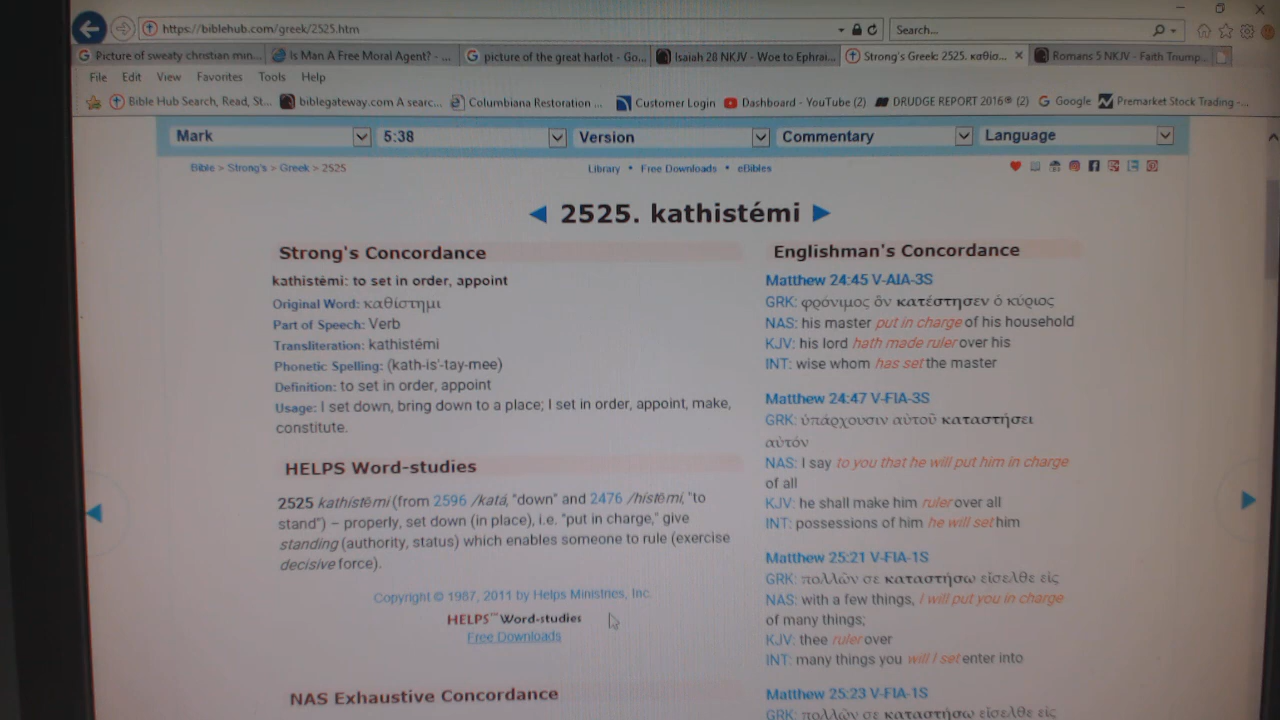 https://biblehub.com/greek/2525.htm
Search...
Picture of sweaty christian min...
Is Man A Free Moral Agent? - ...
picture of the great harlot - Go...
Isaiah 28 NKJV - Woe to Ephrai...
Strong's Greek: 2525. καθίσ...
Romans 5 NKJV - Faith Triump...
File Edit View Favorites Tools Help
Bible Hub Search, Read, St...
biblegateway.com A searc...
Columbiana Restoration ...
Customer Login
Dashboard - YouTube (2)
DRUDGE REPORT 2016® (2)
Google
Premarket Stock Trading -...
Mark
5:38
Version
Commentary
Language
Bible > Strong's > Greek > 2525
Library • Free Downloads • eBibles
◄ 2525. kathistémi ►
Strong's Concordance
kathistémi: to set in order, appoint
Original Word: καθίστημι
Part of Speech: Verb
Transliteration: kathistémi
Phonetic Spelling: (kath-is'-tay-mee)
Definition: to set in order, appoint
Usage: I set down, bring down to a place; I set in order, appoint, make,
constitute.
HELPS Word-studies
2525 kathístēmi (from 2596 /katá, "down" and 2476 /hístēmi, "to
stand") – properly, set down (in place), i.e. "put in charge," give
standing (authority, status) which enables someone to rule (exercise
decisive force).
Copyright © 1987, 2011 by Helps Ministries, Inc.
HELPS™ Word-studies
Free Downloads
NAS Exhaustive Concordance
Englishman's Concordance
Matthew 24:45 V-AIA-3S
GRK: φρόνιμος ὃν κατέστησεν ὁ κύριος
NAS: his master put in charge of his household
KJV: his lord hath made ruler over his
INT: wise whom has set the master
Matthew 24:47 V-FIA-3S
GRK: ὑπάρχουσιν αὐτοῦ καταστήσει
αὐτόν
NAS: I say to you that he will put him in charge
of all
KJV: he shall make him ruler over all
INT: possessions of him he will set him
Matthew 25:21 V-FIA-1S
GRK: πολλῶν σε καταστήσω εἴσελθε εἰς
NAS: with a few things, I will put you in charge
of many things;
KJV: thee ruler over
INT: many things you will I set enter into
Matthew 25:23 V-FIA-1S
GRK: πολλῶν σε καταστήσω εἴσελθε εἰς